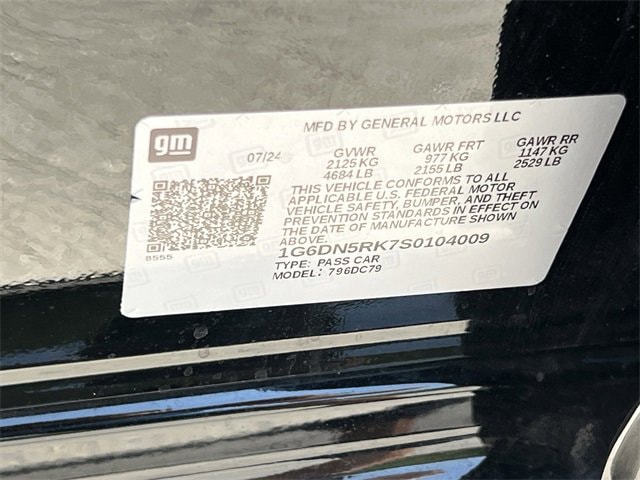 MFD BY GENERAL MOTORS LLC
gm
07/24
GVWR GAWR FRT GAWR RR
2125 KG 977 KG 1147 KG
4684 LB 2155 LB 2529 LB
THIS VEHICLE CONFORMS TO ALL
APPLICABLE U.S. FEDERAL MOTOR
VEHICLE SAFETY, BUMPER, AND THEFT
PREVENTION STANDARDS IN EFFECT ON
THE DATE OF MANUFACTURE SHOWN
ABOVE.
8555
1G6DN5RK7S0104009
TYPE: PASS CAR
MODEL: 796DC79